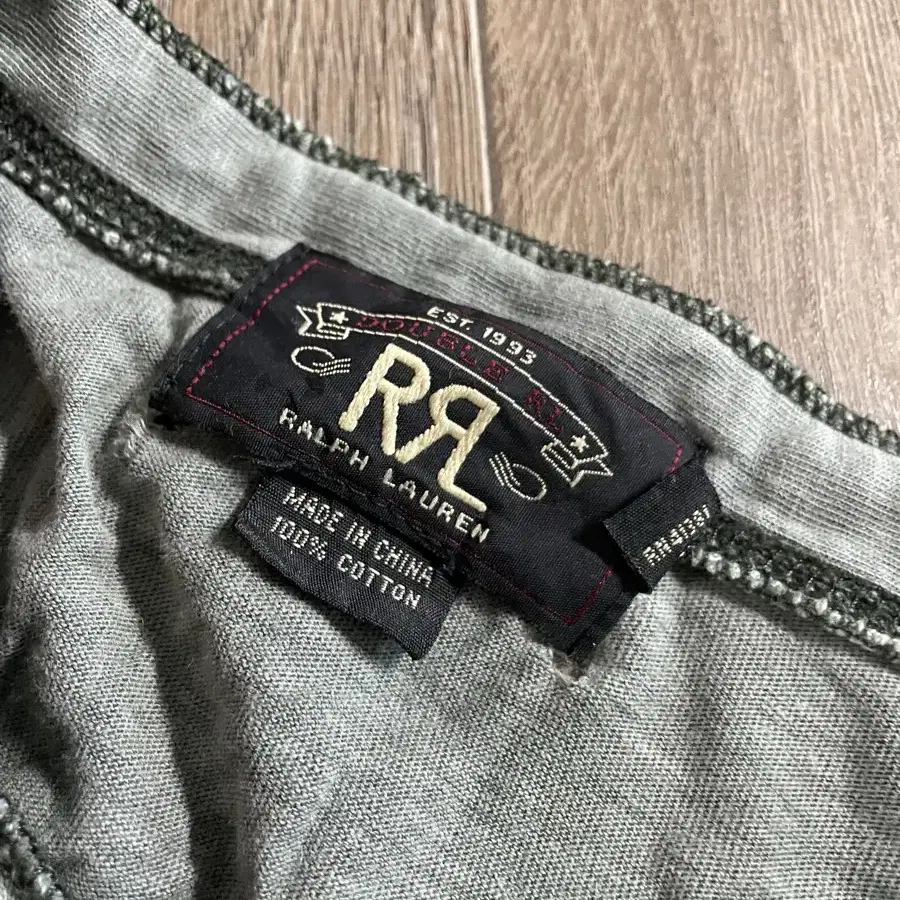 EST. 1993
DOUBLE RL
RRL
RALPH LAUREN
MADE IN CHINA
100% COTTON